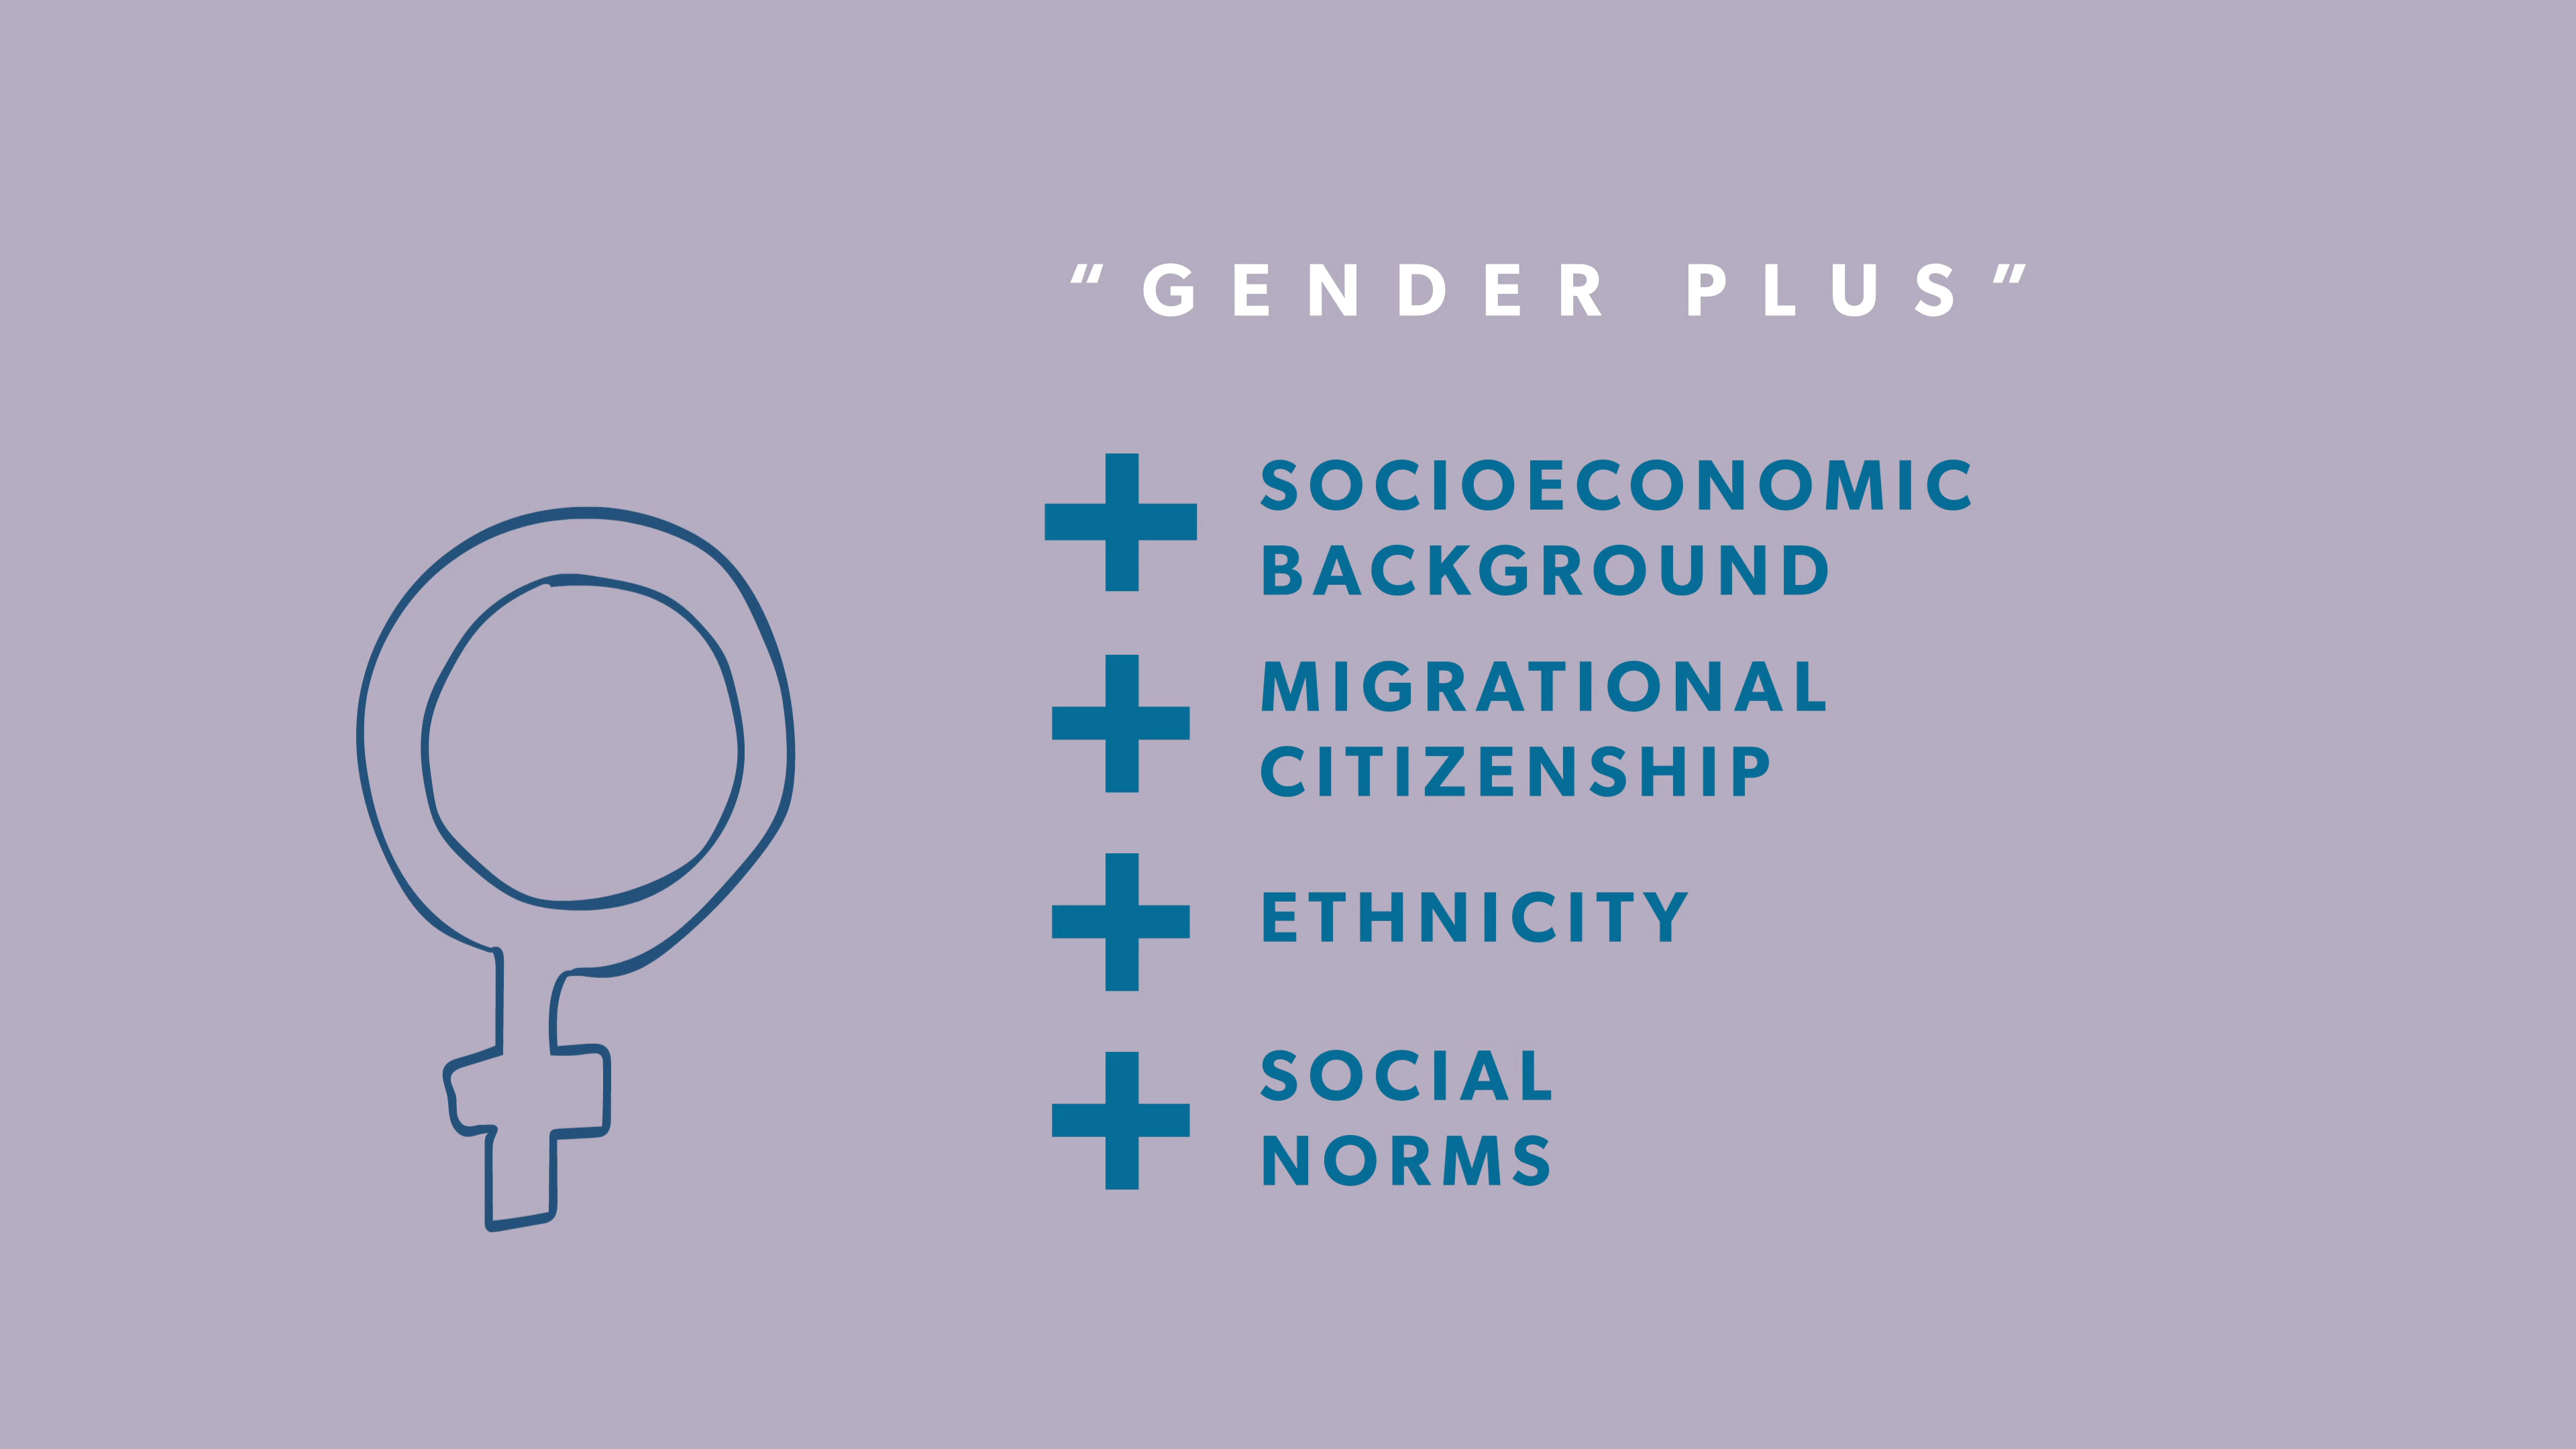 "GENDER PLUS"
SOCIOECONOMIC
BACKGROUND
MIGRATIONAL
CITIZENSHIP
ETHNICITY
SOCIAL
NORMS